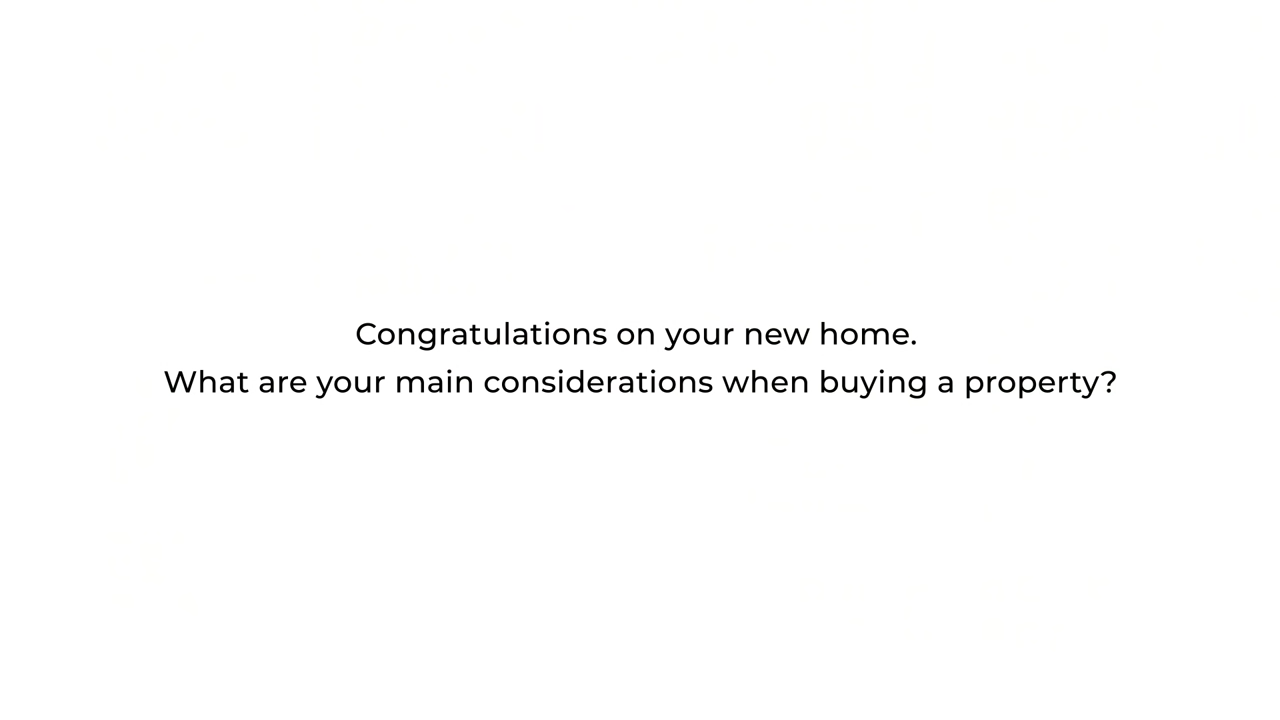 Congratulations on your new home.
What are your main considerations when buying a property?